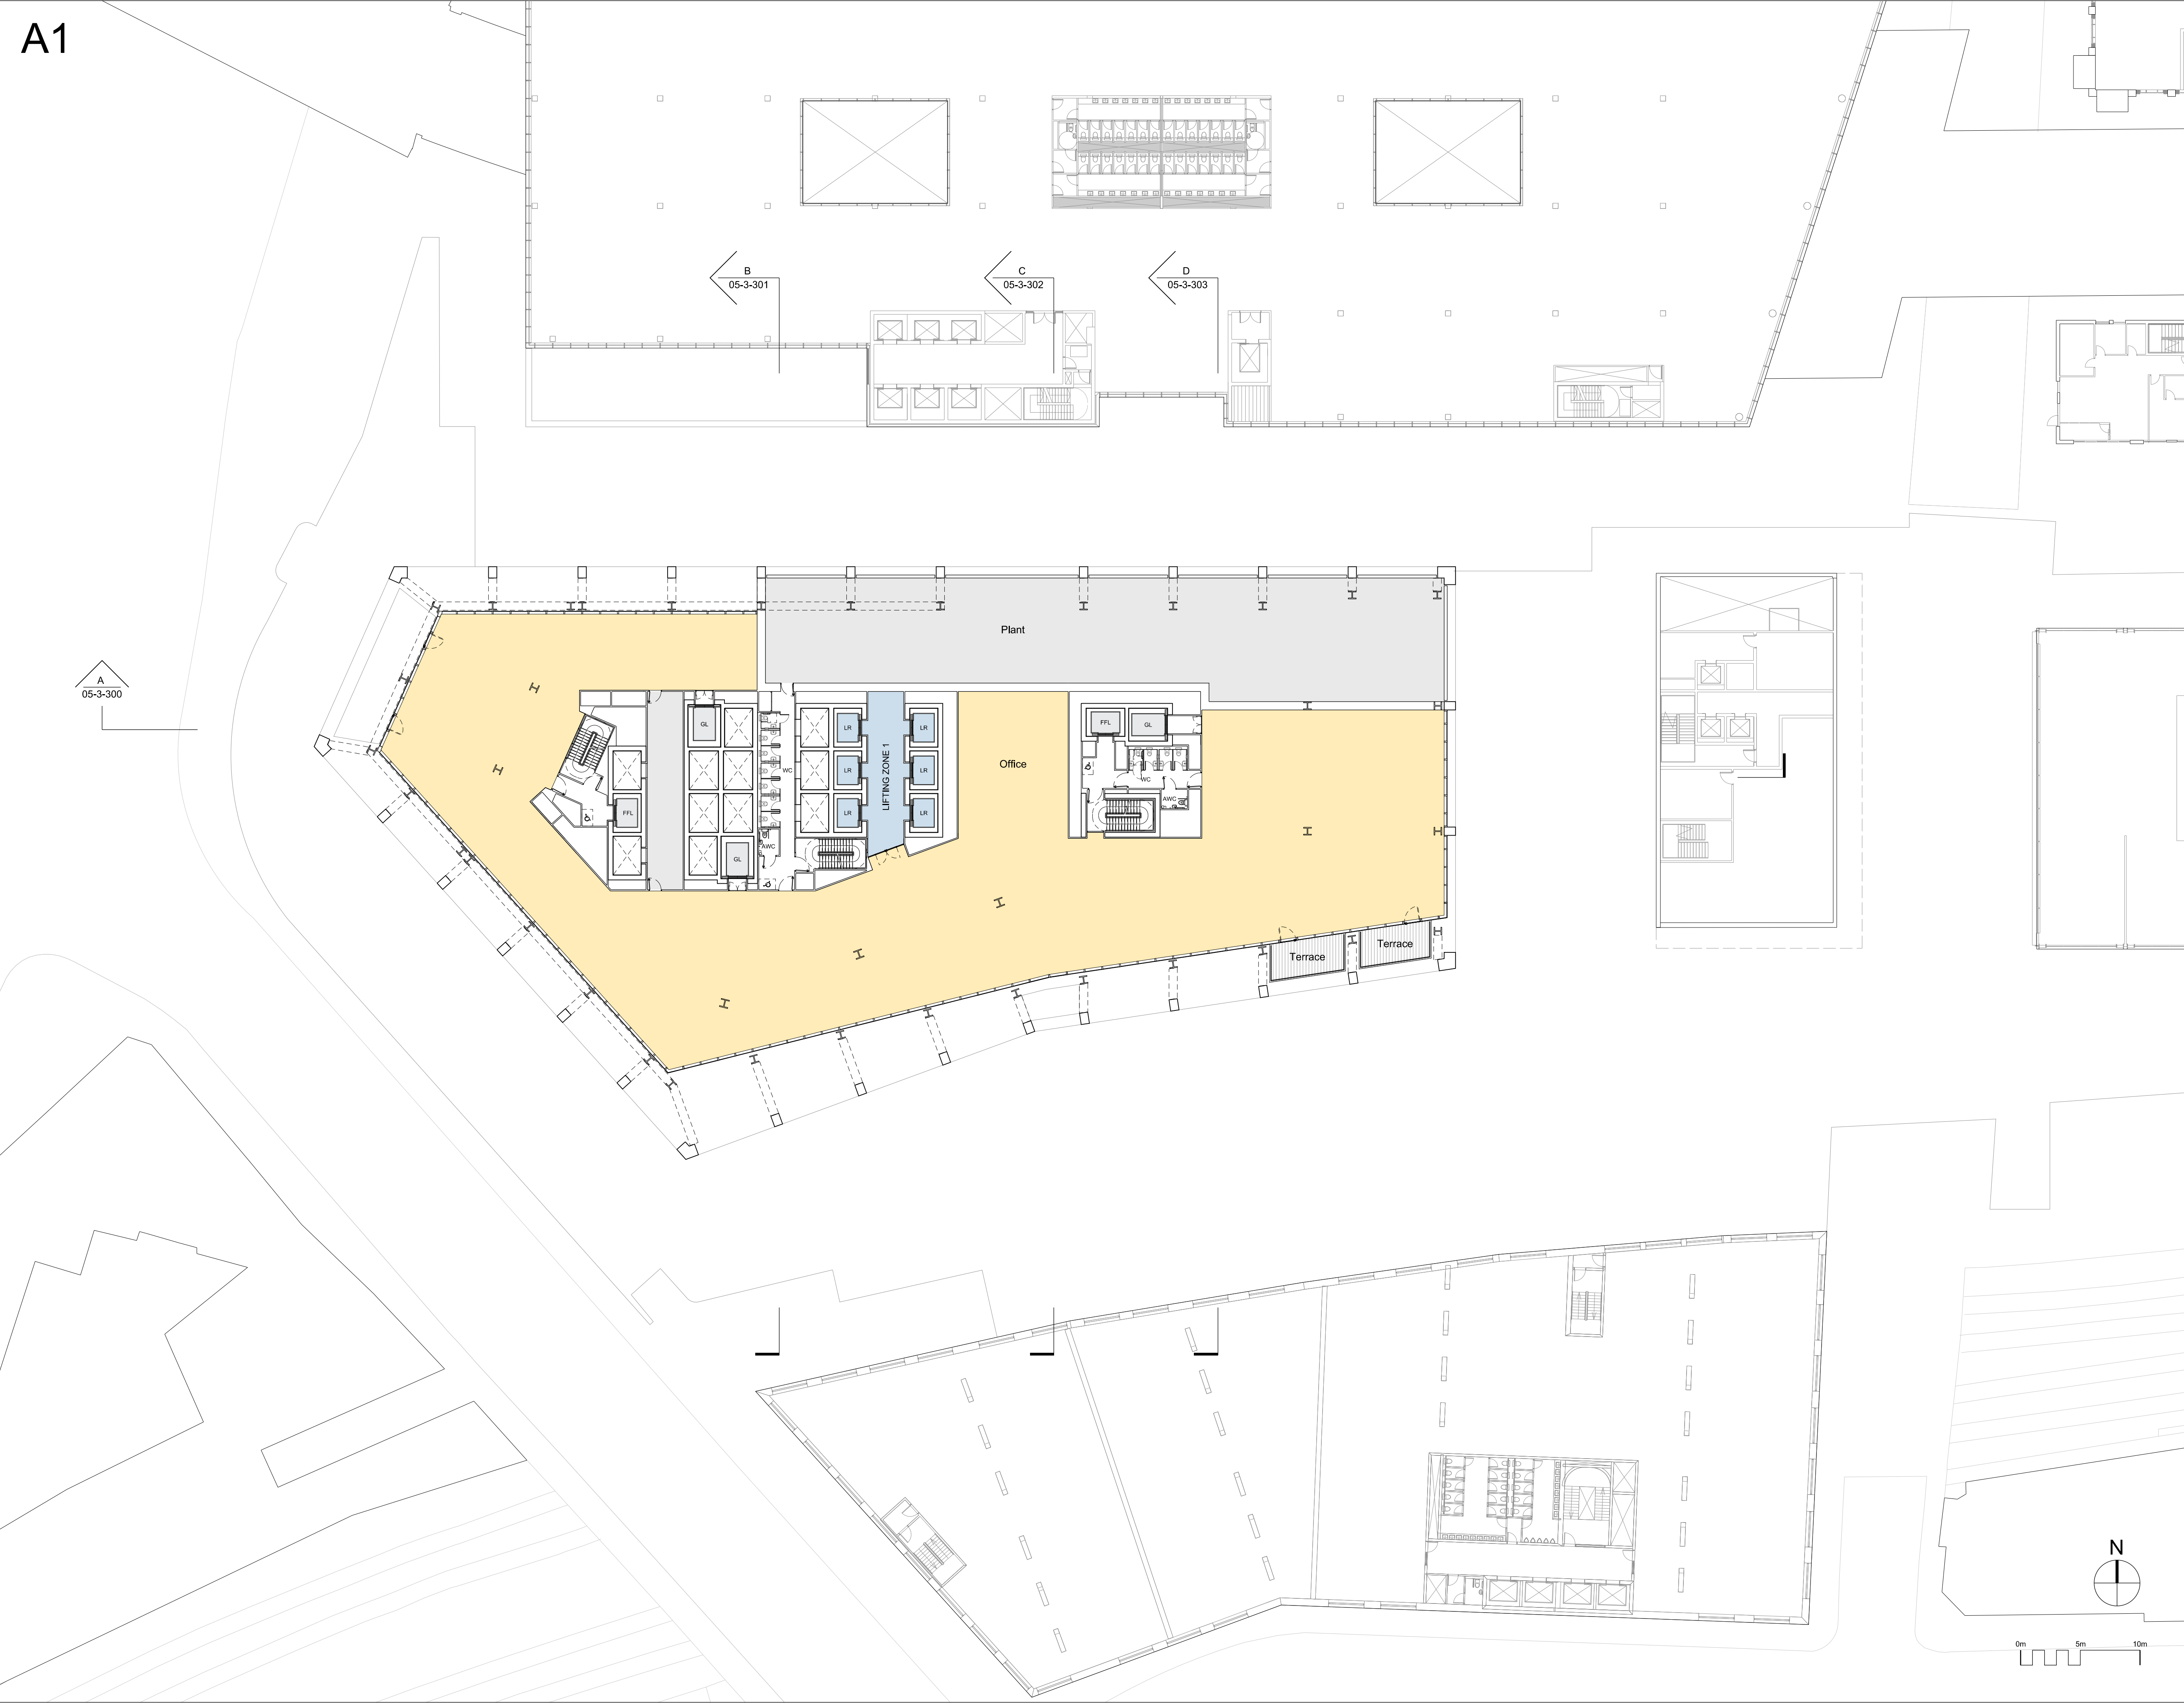 A1
B
05-3-301
C
05-3-302
D
05-3-303
Plant
A
05-3-300
GL
FFL
GL
LR
LR
LIFTING ZONE 1
WC
LR
LR
Office
WC
AWC
FFL
LR
LR
AWC
GL
Terrace
Terrace
N
0m
5m
10m